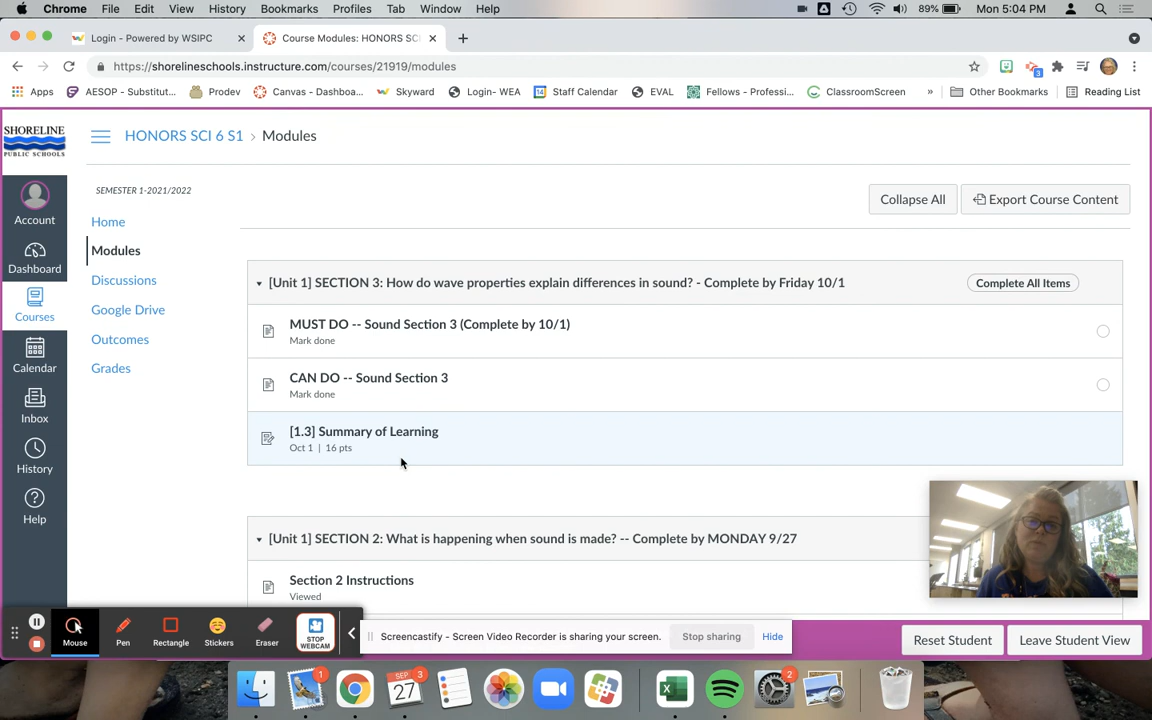 Chrome File Edit View History Bookmarks Profiles Tab Window Help 89% Mon 5:04 PM
Login - Powered by WSIPC × Course Modules: HONORS SC × +
https://shorelineschools.instructure.com/courses/21919/modules 3
Apps AESOP - Substitut... Prodev Canvas - Dashboa... Skyward Login- WEA 14 Staff Calendar EVAL Fellows - Professi... ClassroomScreen » Other Bookmarks Reading List
SHORELINE
PUBLIC SCHOOLS
HONORS SCI 6 S1 › Modules
SEMESTER 1-2021/2022
Collapse All Export Course Content
Account
Dashboard
Courses
Calendar
Inbox
History
Help
Home
Modules
Discussions
Google Drive
Outcomes
Grades
[Unit 1] SECTION 3: How do wave properties explain differences in sound? - Complete by Friday 10/1 Complete All Items
MUST DO -- Sound Section 3 (Complete by 10/1)
Mark done
CAN DO -- Sound Section 3
Mark done
[1.3] Summary of Learning
Oct 1 | 16 pts
[Unit 1] SECTION 2: What is happening when sound is made? -- Complete by MONDAY 9/27
Section 2 Instructions
Viewed
Mouse Pen Rectangle Stickers Eraser STOP WEBCAM
Screencastify - Screen Video Recorder is sharing your screen. Stop sharing Hide
Reset Student Leave Student View
1 SEP 27 3 2